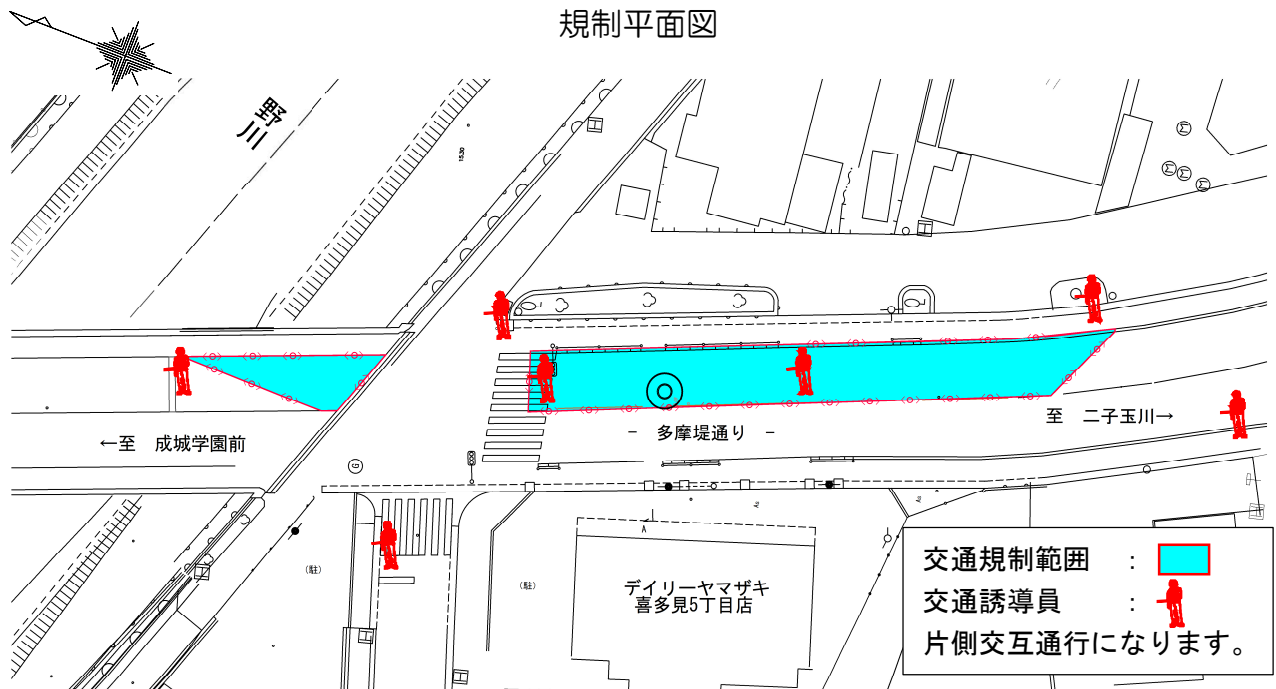 規制平面図
野川
1530
←至 成城学園前
- 多摩堤通り -
至 二子玉川→
G
A
(駐)
(駐)
デイリーヤマザキ
喜多見5丁目店
交通規制範囲 :
交通誘導員 :
片側交互通行になります。